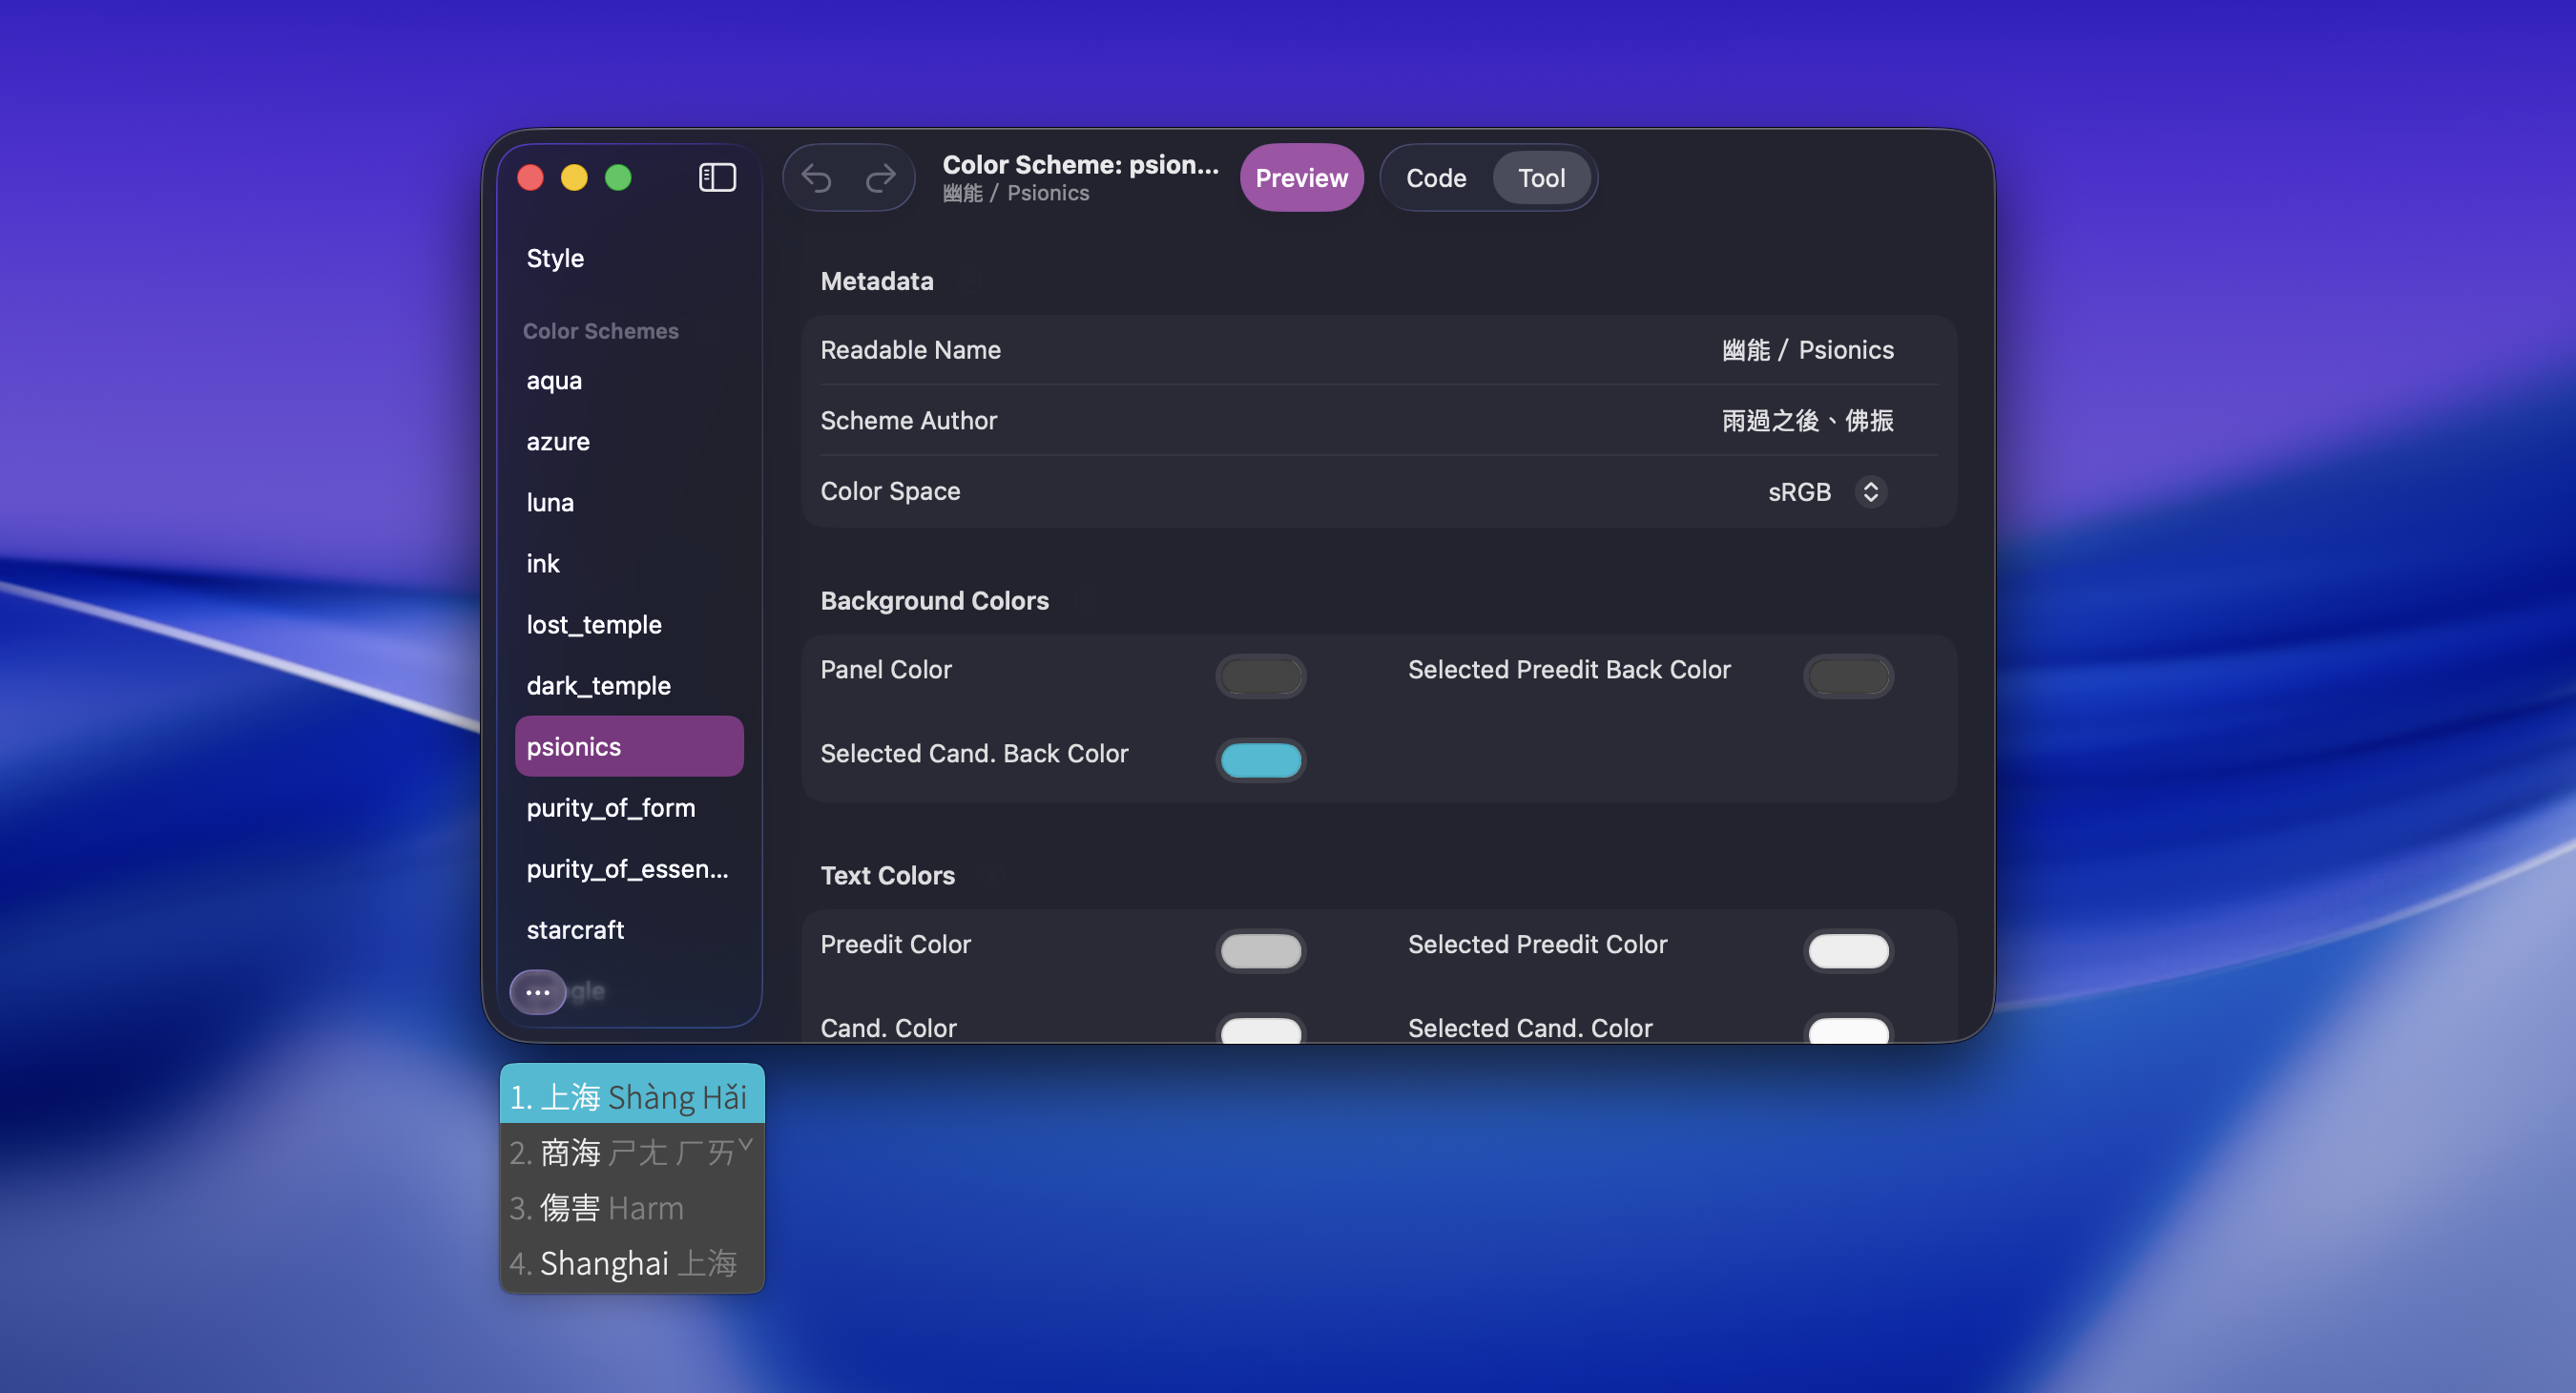 Color Scheme: psion...
幽能 / Psionics
Preview
Code
Tool
Style
Color Schemes
aqua
azure
luna
ink
lost_temple
dark_temple
psionics
purity_of_form
purity_of_essen...
starcraft
...
Metadata
Readable Name
幽能 / Psionics
Scheme Author
雨過之後、佛振
Color Space
sRGB
Background Colors
Panel Color
Selected Preedit Back Color
Selected Cand. Back Color
Text Colors
Preedit Color
Selected Preedit Color
Cand. Color
Selected Cand. Color
1. 上海 Shàng Hǎi
2. 商海 ㄕㄤ ㄏㄞˇ
3. 傷害 Harm
4. Shanghai 上海